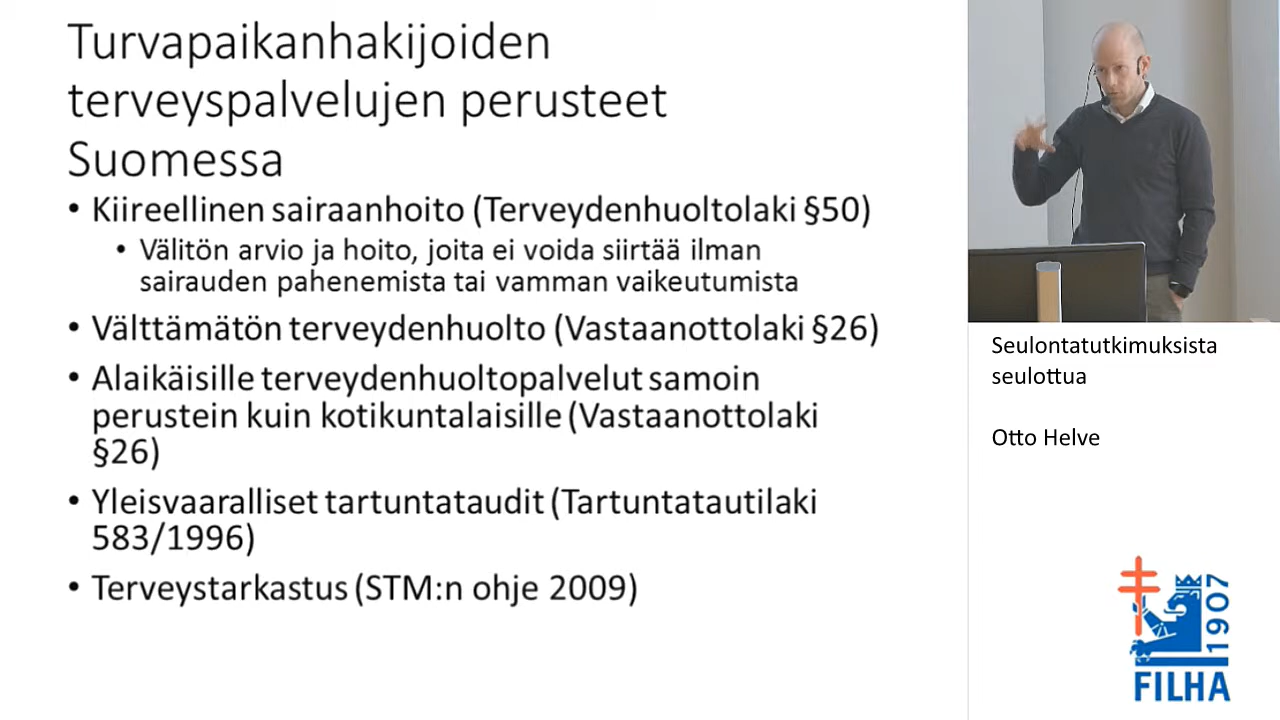 Turvapaikanhakijoiden
terveyspalvelujen perusteet
Suomessa
• Kiireellinen sairaanhoito (Terveydenhuoltolaki §50)
• Välitön arvio ja hoito, joita ei voida siirtää ilman
sairauden pahenemista tai vamman vaikeutumista
• Välttämätön terveydenhuolto (Vastaanottolaki §26)
• Alaikäisille terveydenhuoltopalvelut samoin
perustein kuin kotikuntalaisille (Vastaanottolaki
§26)
• Yleisvaaralliset tartuntataudit (Tartuntatautilaki
583/1996)
• Terveystarkastus (STM:n ohje 2009)
Seulontatutkimuksista
seulottua
Otto Helve
1907
FILHA